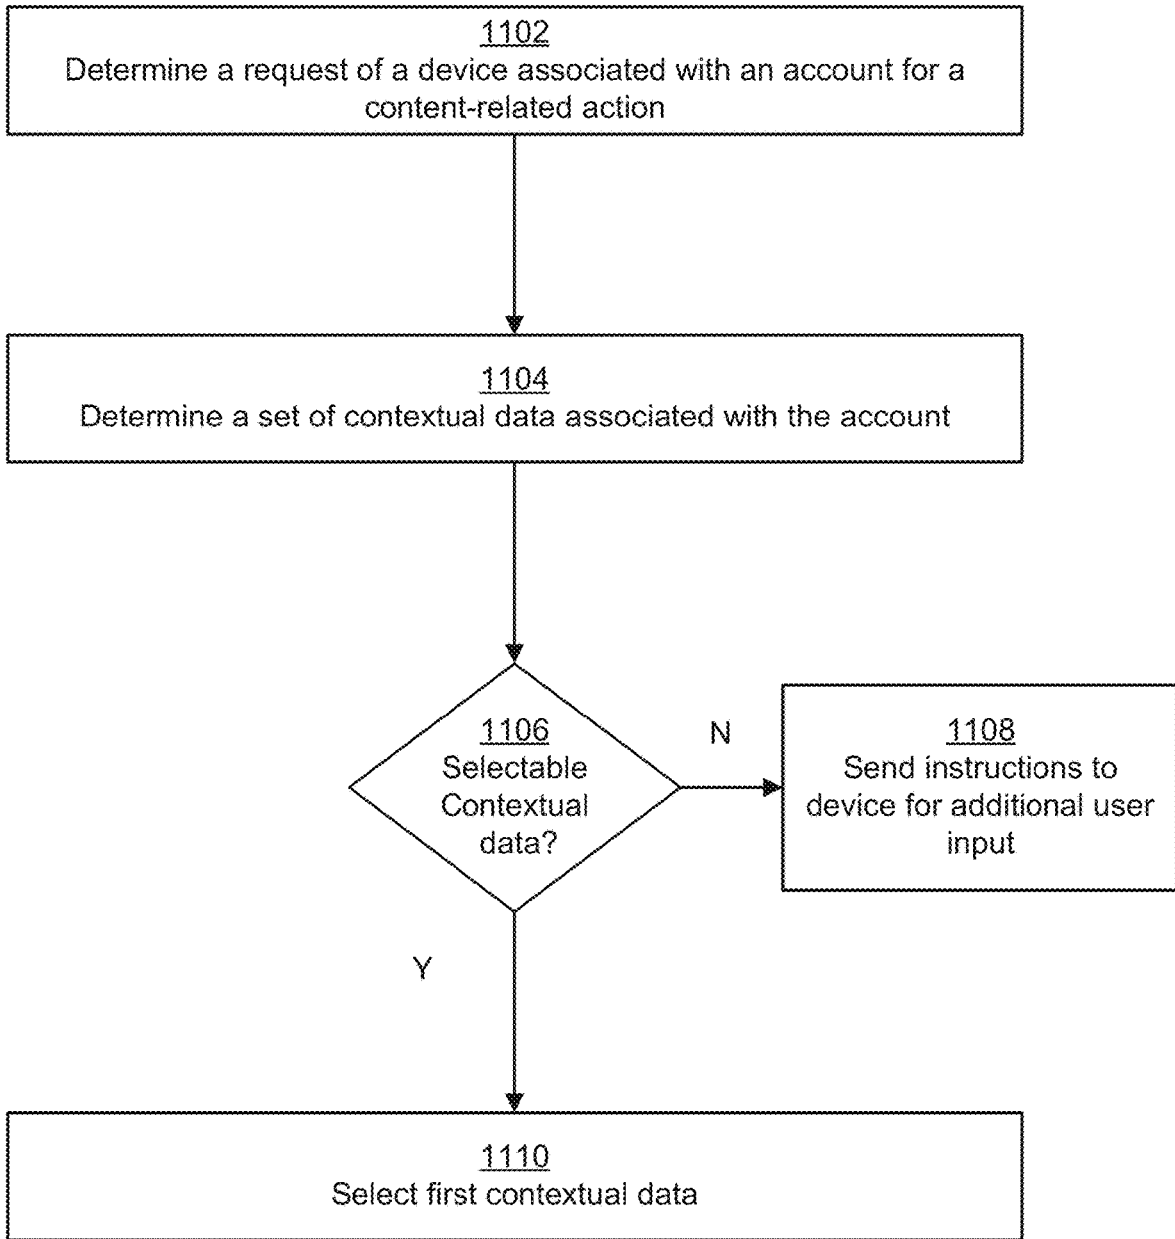 1102
Determine a request of a device associated with an account for a
content-related action
1104
Determine a set of contextual data associated with the account
1106
Selectable
Contextual
data?
N
1108
Send instructions to
device for additional user
input
Y
1110
Select first contextual data